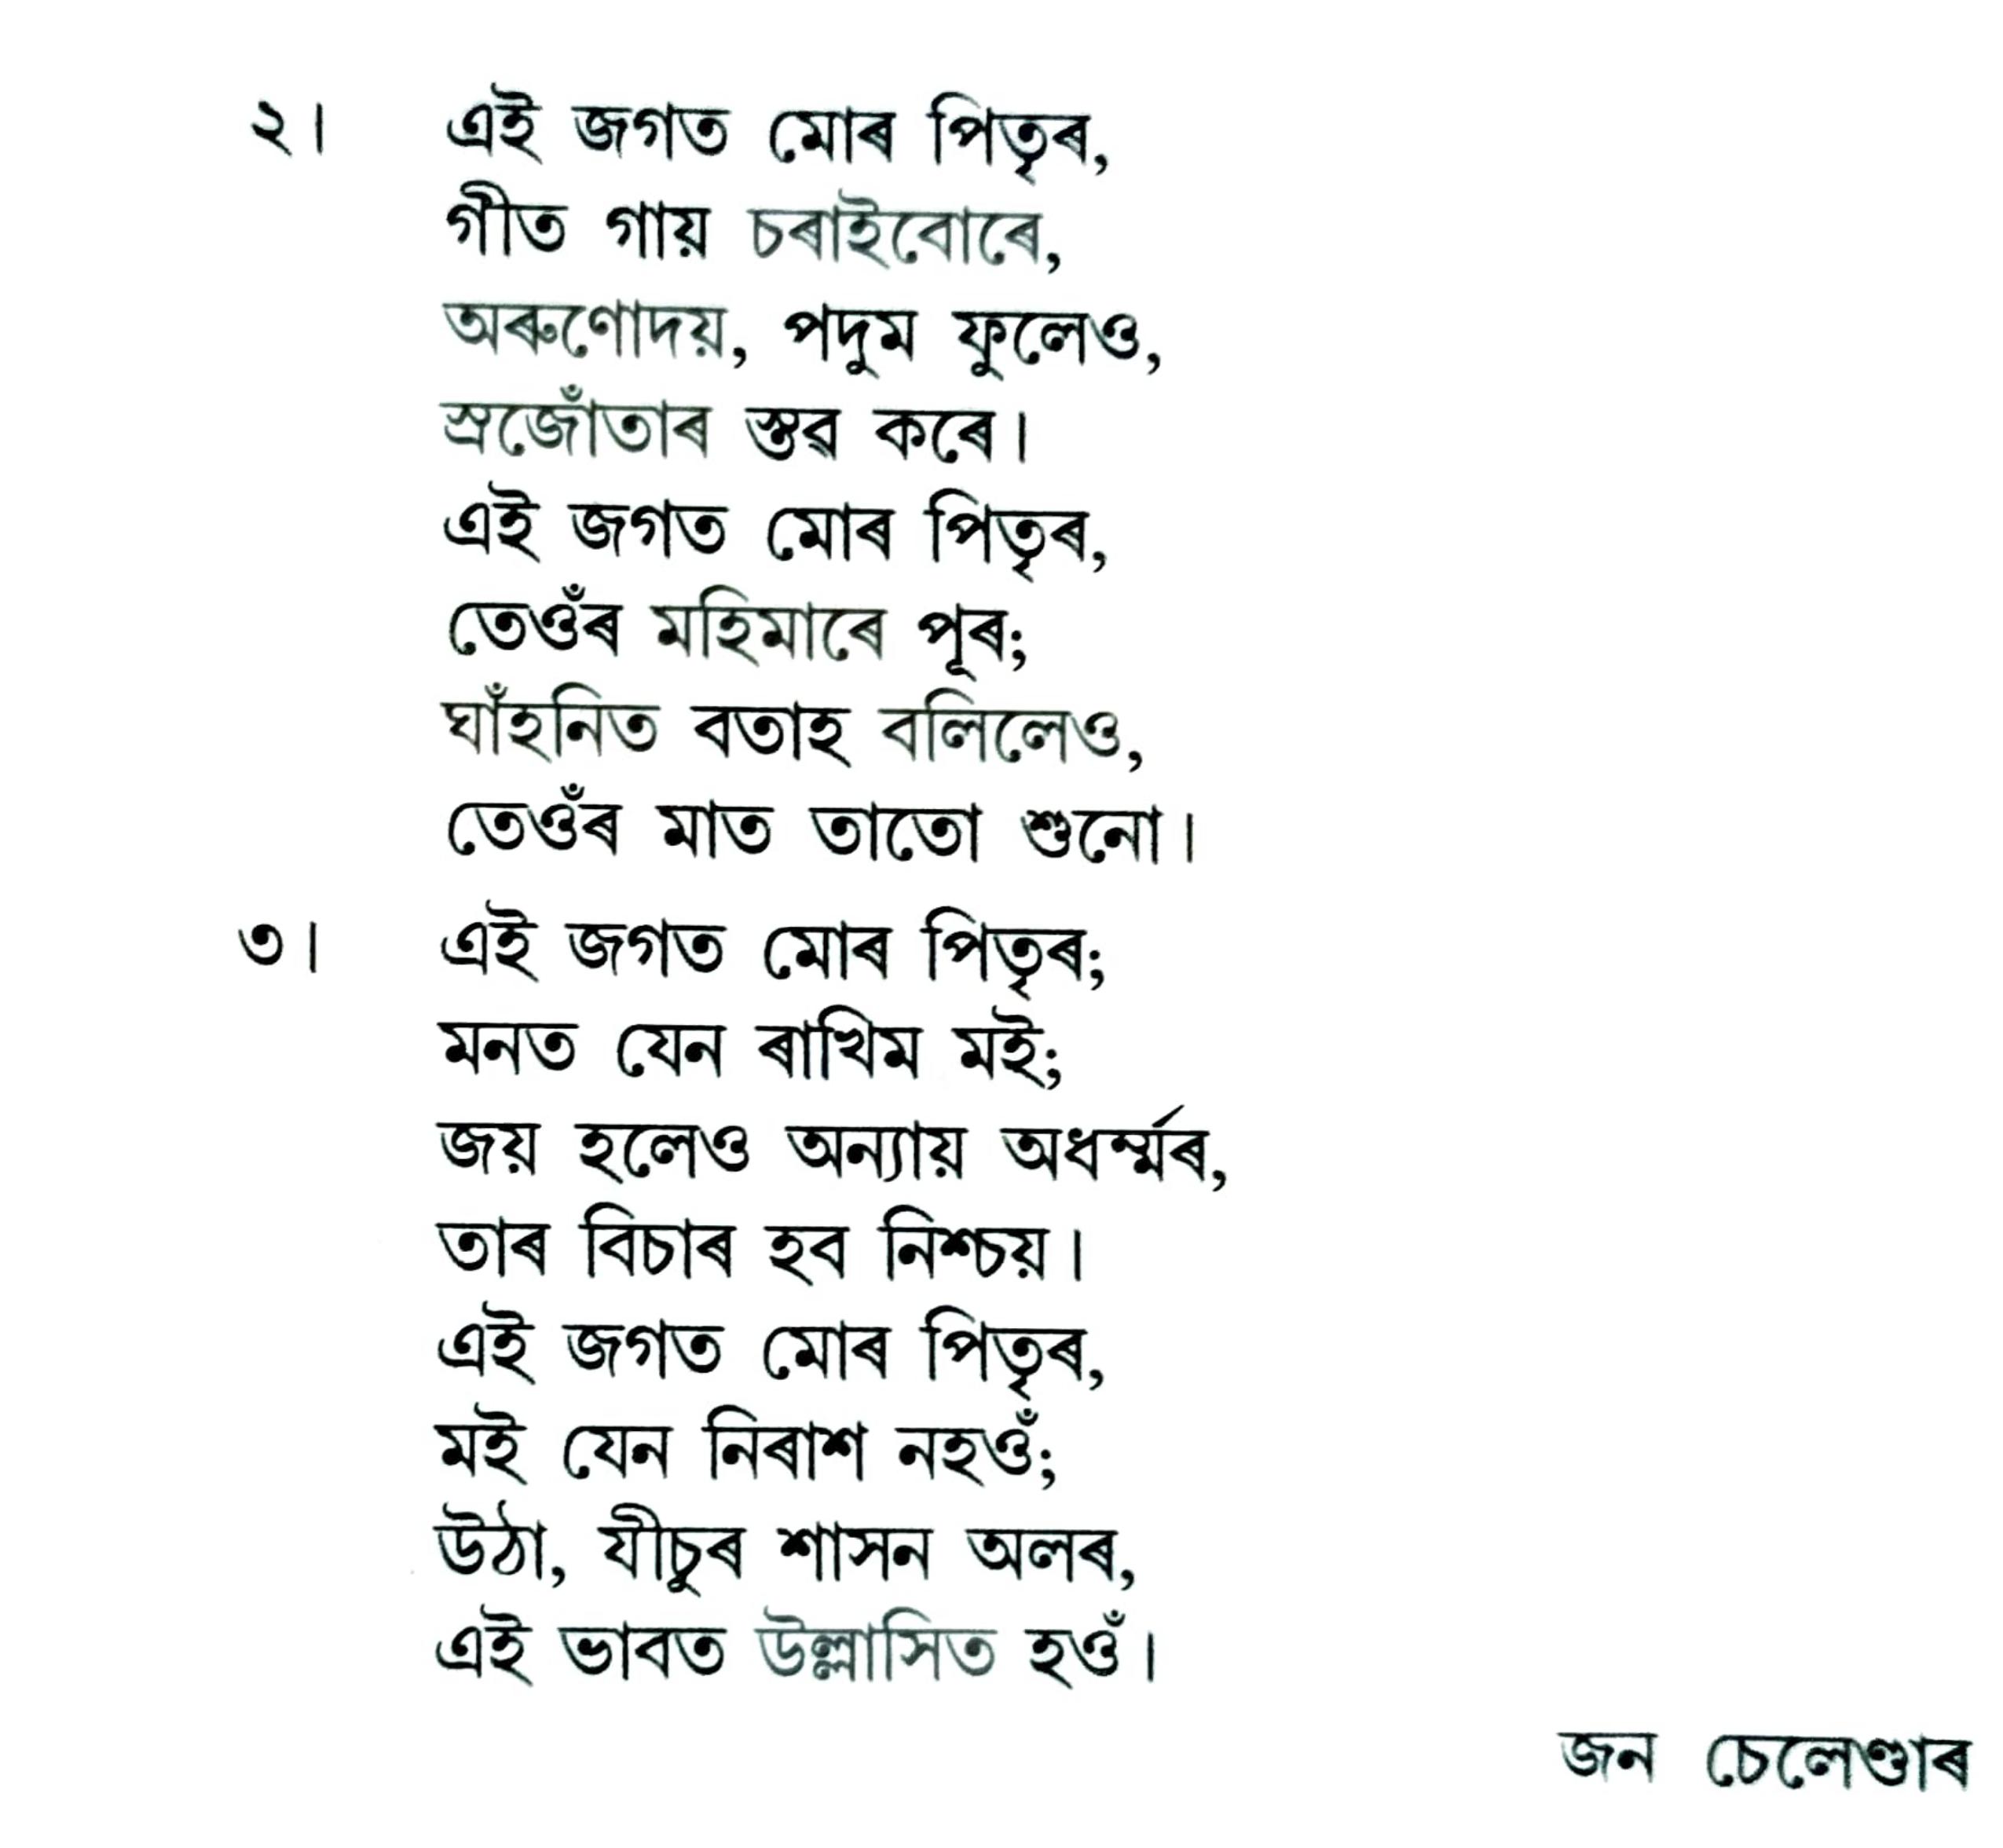 ২। এই জগত মোৰ পিতৃৰ,
গীত গায় চৰাইবোৰে,
অৰুণোদয়, পদুম ফুলেও,
স্ৰজোঁতাৰ স্তৱ কৰে।
এই জগত মোৰ পিতৃৰ,
তেওঁৰ মহিমাৰে পূৰ;
ঘাঁহনিত বতাহ বলিলেও,
তেওঁৰ মাত তাতো শুনো।
৩। এই জগত মোৰ পিতৃৰ;
মনত যেন ৰাখিম মই;
জয় হলেও অন্যায় অধৰ্ম্মৰ,
তাৰ বিচাৰ হব নিশ্চয়।
এই জগত মোৰ পিতৃৰ,
মই যেন নিৰাশ নহওঁ;
উঠা, যীচুৰ শাসন অলৰ,
এই ভাবত উল্লাসিত হওঁ।
জন চেলেণ্ডাৰ